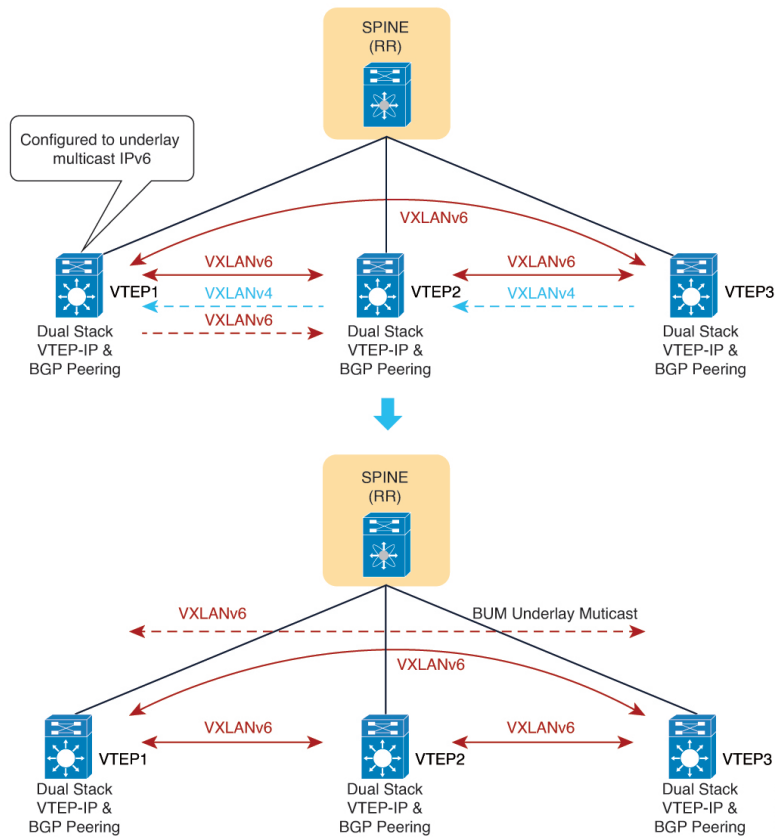 SPINE
(RR)
Configured to underlay
multicast IPv6
VXLANv6
VXLANv6
VXLANv6
VTEP1
VTEP2
VTEP3
VXLANv4
VXLANv4
VXLANv6
Dual Stack
VTEP-IP &
BGP Peering
Dual Stack
VTEP-IP &
BGP Peering
Dual Stack
VTEP-IP &
BGP Peering
SPINE
(RR)
VXLANv6
BUM Underlay Muticast
VXLANv6
VXLANv6
VXLANv6
VTEP1
VTEP2
VTEP3
Dual Stack
VTEP-IP &
BGP Peering
Dual Stack
VTEP-IP &
BGP Peering
Dual Stack
VTEP-IP &
BGP Peering